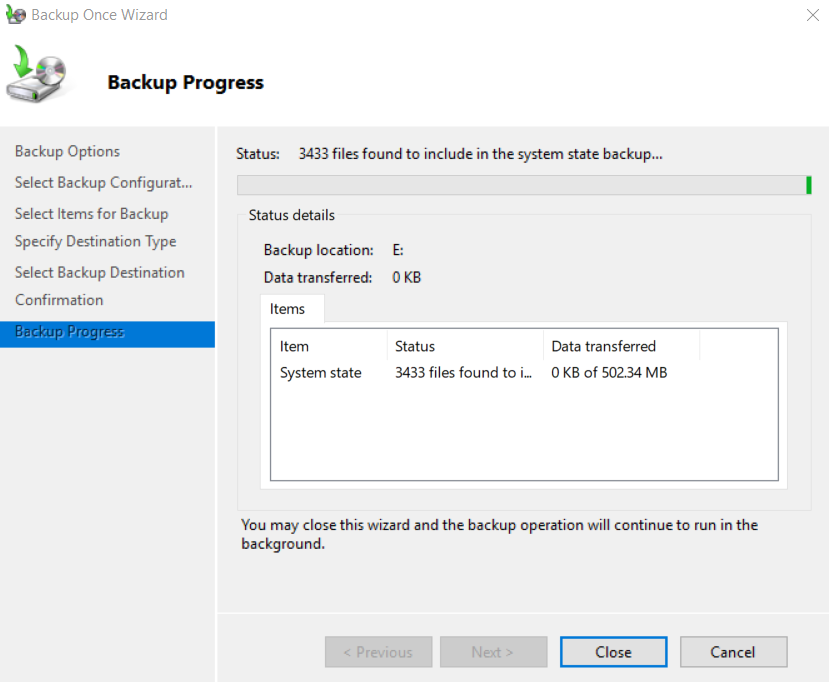 Backup Once Wizard
Backup Progress
Backup Options
Select Backup Configurat...
Select Items for Backup
Specify Destination Type
Select Backup Destination
Confirmation
Backup Progress
Status: 3433 files found to include in the system state backup...
Status details
Backup location: E:
Data transferred: 0 KB
Items
Item Status Data transferred
System state 3433 files found to i... 0 KB of 502.34 MB
You may close this wizard and the backup operation will continue to run in the
background.
< Previous Next > Close Cancel